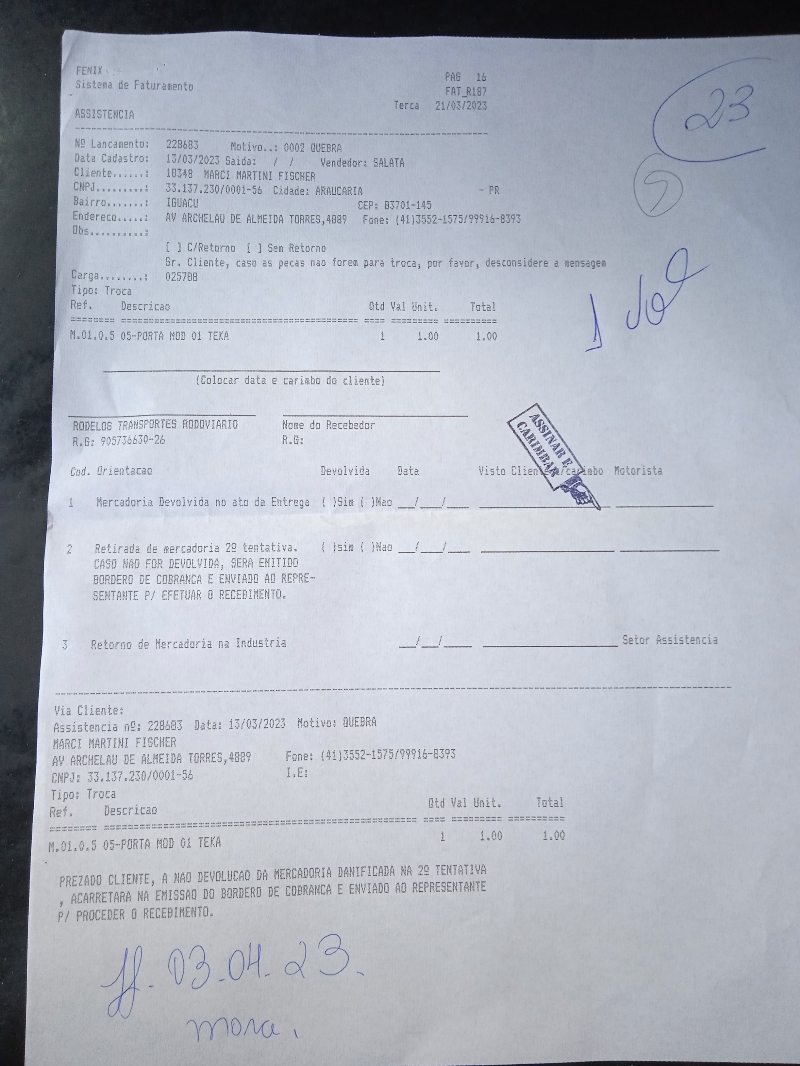 FENIX
Sistema de Faturamento
PAG 16
FAT_R187
Terca 21/03/2023
ASSISTENCIA
23
Nº Lancamento: 228683 Motivo..: 0002 QUEBRA
Data Cadastro: 13/03/2023 Saida: / / Vendedor: SALATA
Cliente......: 18348 MARCI MARTINI FISCHER
CNPJ.........: 33.137.230/0001-56 Cidade: ARAUCARIA - PR
Bairro.......: IGUACU CEP: 83701-145
Endereco.....: AV ARCHELAU DE ALMEIDA TORRES,4889 Fone: (41)3552-1575/99916-8393
Obs..........:
[ ] C/Retorno [ ] Sem Retorno
Sr. Cliente, caso as pecas nao forem para troca, por favor, desconsidere a mensagem
Carga........: 025788
Tipo: Troca
Ref. Descricao Qtd Val Unit. Total
======== ============================================ ==== ========= ==========
M.01.0.5 05-PORTA MOD 01 TEKA 1 1.00 1.00
1 Vol
(Colocar data e carimbo do cliente)
RODELOS TRANSPORTES RODOVIARIO Nome do Recebedor
R.G: 905736630-26 R.G:
ASSINAR E
CARIMBAR
Cod. Orientacao Devolvida Data Visto Cliente/carimbo Motorista
1 Mercadoria Devolvida no ato da Entrega ( )Sim ( )Nao __/___/____
2 Retirada de mercadoria 2º tentativa. ( )sim ( )Nao __/___/____
CASO NAO FOR DEVOLVIDA, SERA EMITIDO
BORDERO DE COBRANCA E ENVIADO AO REPRE-
SENTANTE P/ EFETUAR O RECEBIMENTO.
3 Retorno de Mercadoria na Industria __/___/____ Setor Assistencia
Via Cliente:
Assistencia nº: 228683 Data: 13/03/2023 Motivo: QUEBRA
MARCI MARTINI FISCHER
AV ARCHELAU DE ALMEIDA TORRES,4889 Fone: (41)3552-1575/99916-8393
CNPJ: 33.137.230/0001-56 I.E:
Tipo: Troca
Ref. Descricao Qtd Val Unit. Total
======== ============================================ ==== ========= ==========
M.01.0.5 05-PORTA MOD 01 TEKA 1 1.00 1.00
PREZADO CLIENTE, A NAO DEVOLUCAO DA MERCADORIA DANIFICADA NA 2º TENTATIVA
, ACARRETARA NA EMISSAO DO BORDERO DE COBRANCA E ENVIADO AO REPRESENTANTE
P/ PROCEDER O RECEBIMENTO.
03.04.23.
mora.